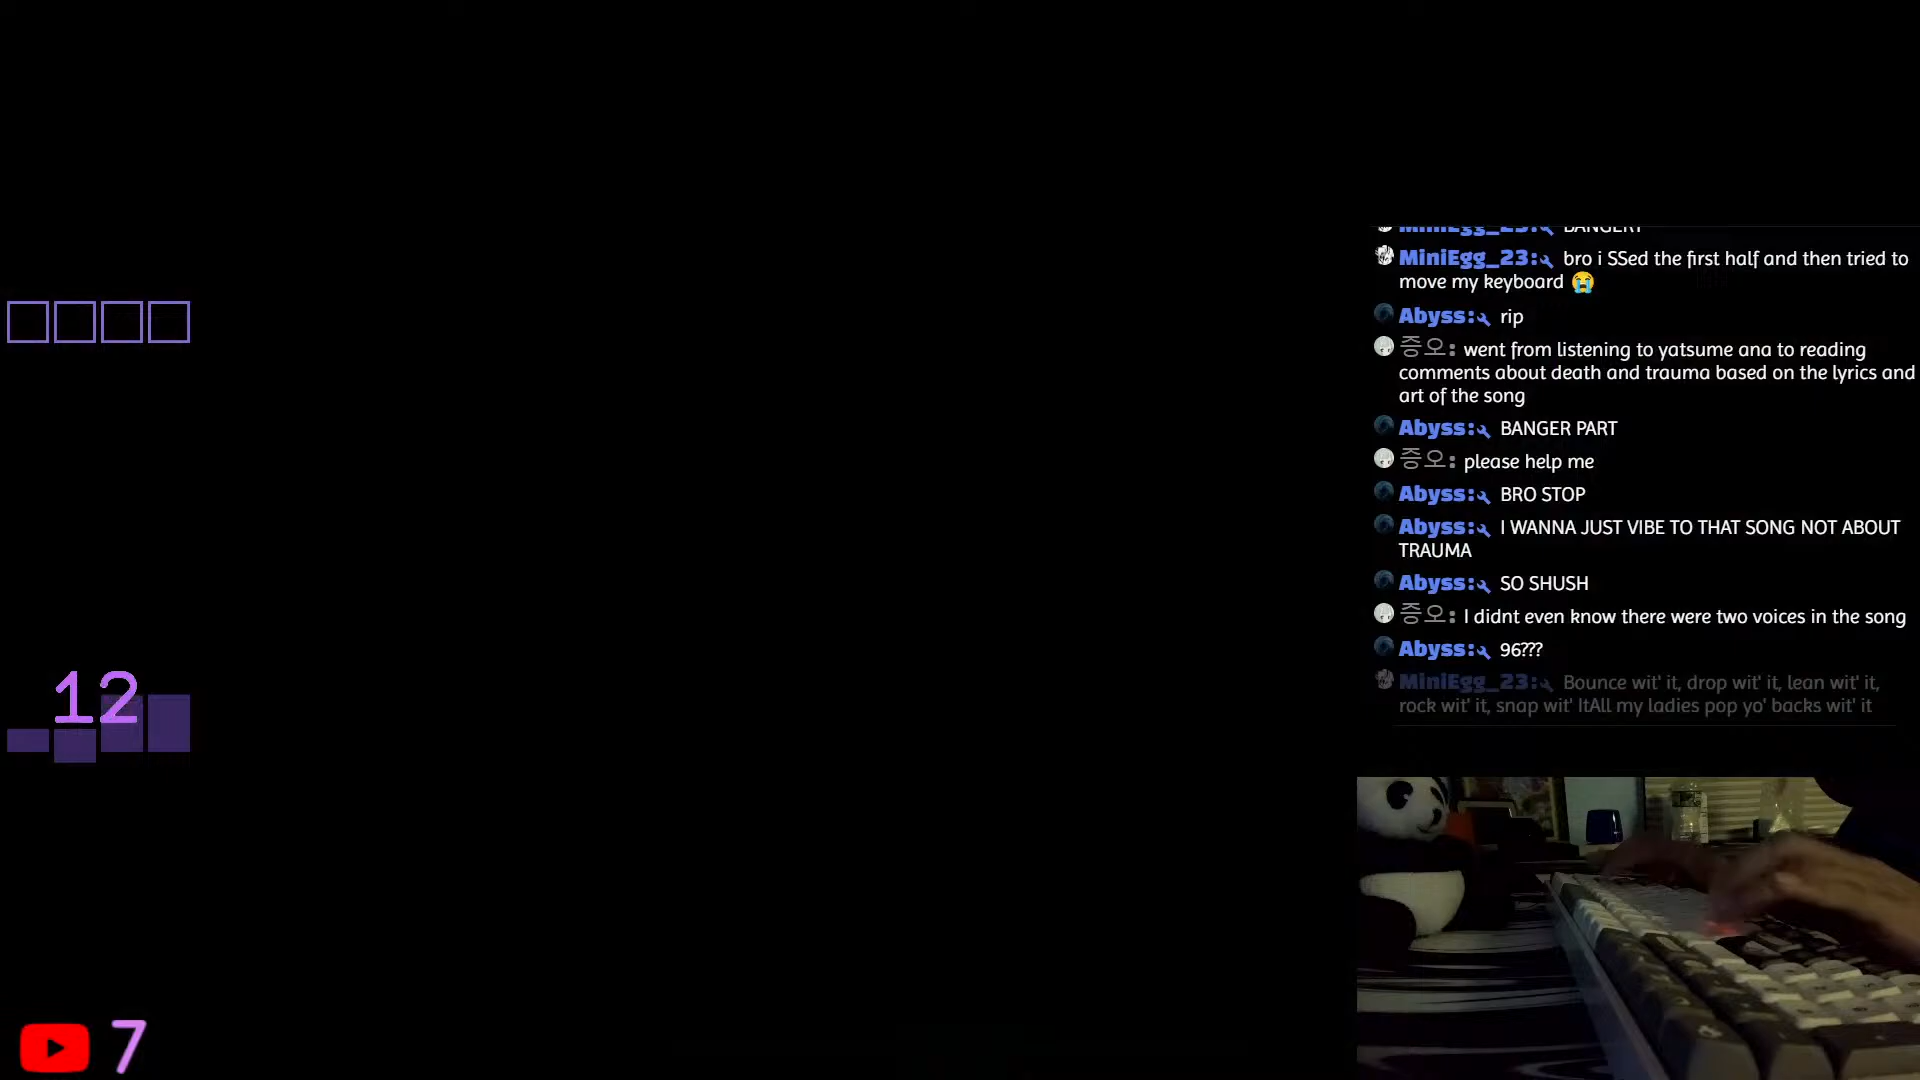 MiniEgg_23: BANGER?
MiniEgg_23: bro i SSed the first half and then tried to
move my keyboard 😭
Abyss: rip
증오: went from listening to yatsume ana to reading
comments about death and trauma based on the lyrics and
art of the song
Abyss: BANGER PART
증오: please help me
Abyss: BRO STOP
Abyss: I WANNA JUST VIBE TO THAT SONG NOT ABOUT
TRAUMA
Abyss: SO SHUSH
증오: I didnt even know there were two voices in the song
Abyss: 96???
MiniEgg_23: Bounce wit' it, drop wit' it, lean wit' it,
rock wit' it, snap wit' ItAll my ladies pop yo' backs wit' it
12
7